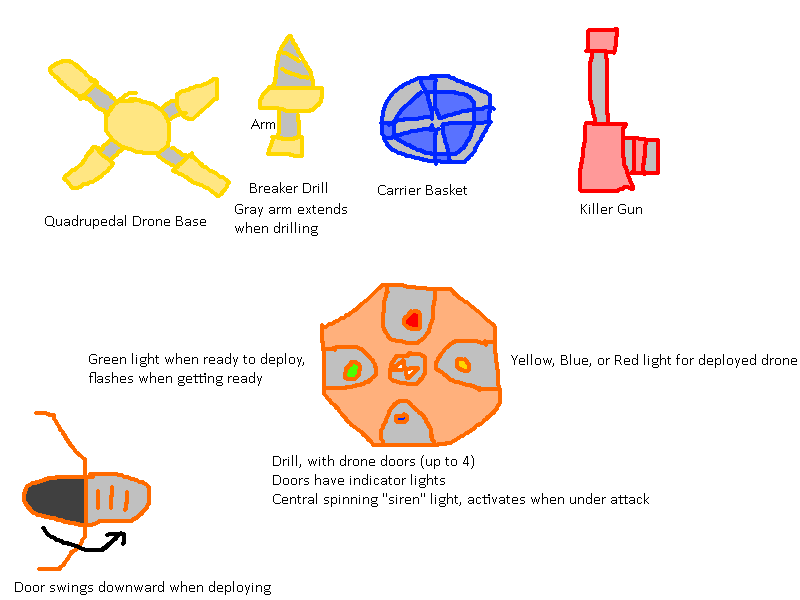 Arm
Breaker Drill
Carrier Basket
Gray arm extends
when drilling
Killer Gun
Quadrupedal Drone Base
Green light when ready to deploy,
flashes when getting ready
Yellow, Blue, or Red light for deployed drone
Drill, with drone doors (up to 4)
Doors have indicator lights
Central spinning "siren" light, activates when under attack
Door swings downward when deploying